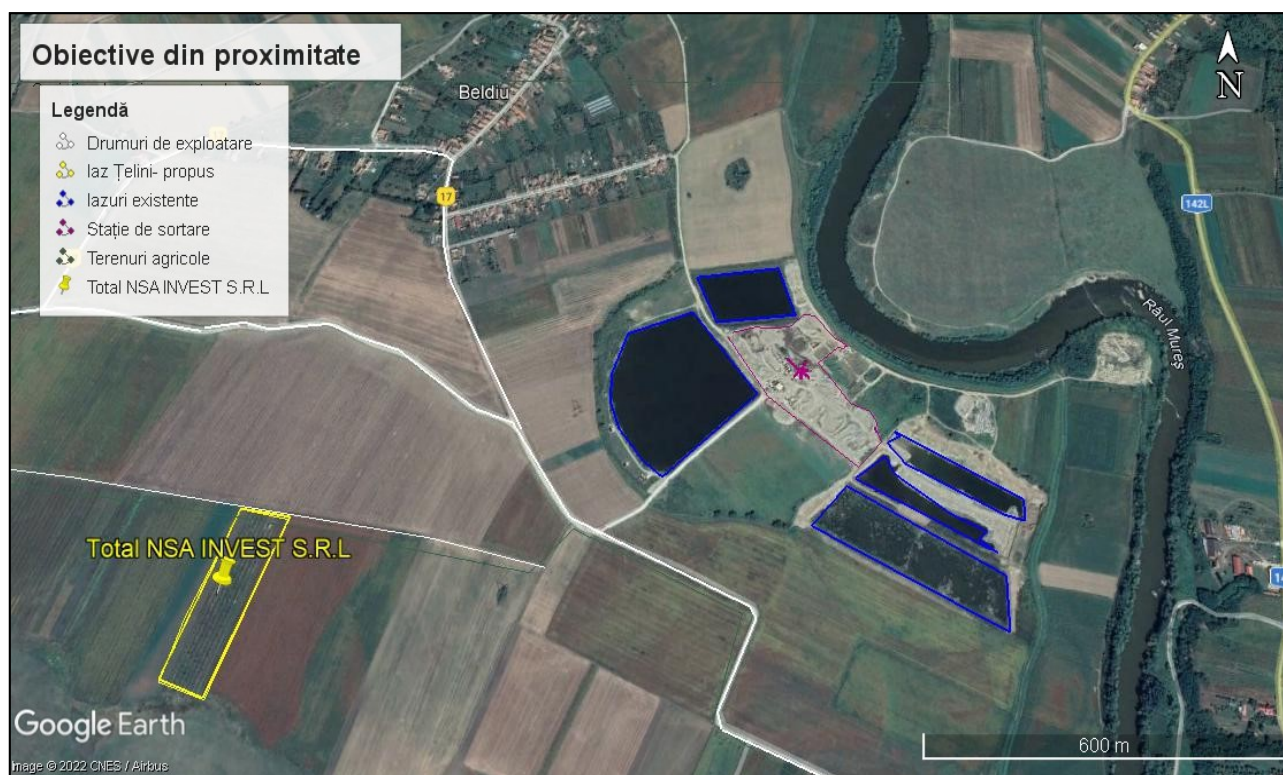 Obiective din proximitate
Legendă
Drumuri de exploatare
Iaz Țelini- propus
Iazuri existente
Stație de sortare
Terenuri agricole
Total NSA INVEST S.R.L
Beldiu
N
17
142L
Râul Mureș
Total NSA INVEST S.R.L
Google Earth
600 m
mage © 2022 CNES / Airbus